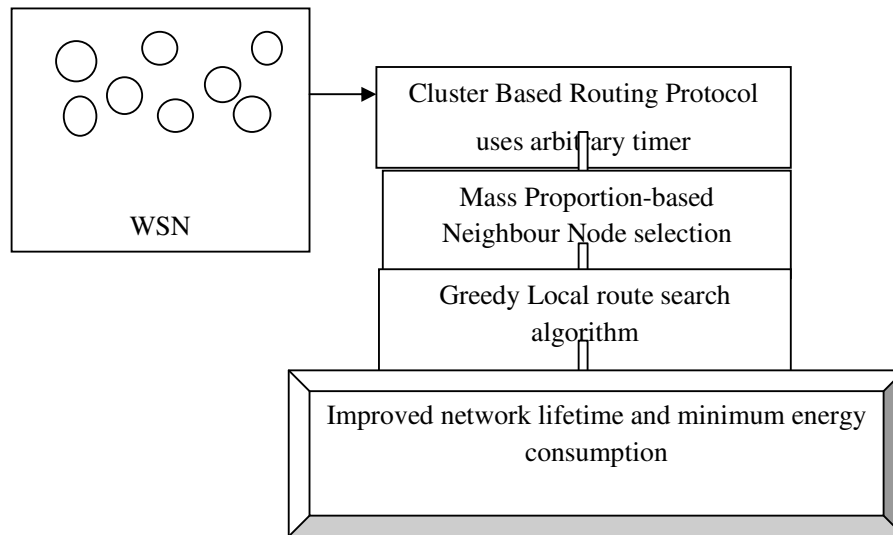 WSN
Cluster Based Routing Protocol
uses arbitrary timer
Mass Proportion-based
Neighbour Node selection
Greedy Local route search
algorithm
Improved network lifetime and minimum energy
consumption